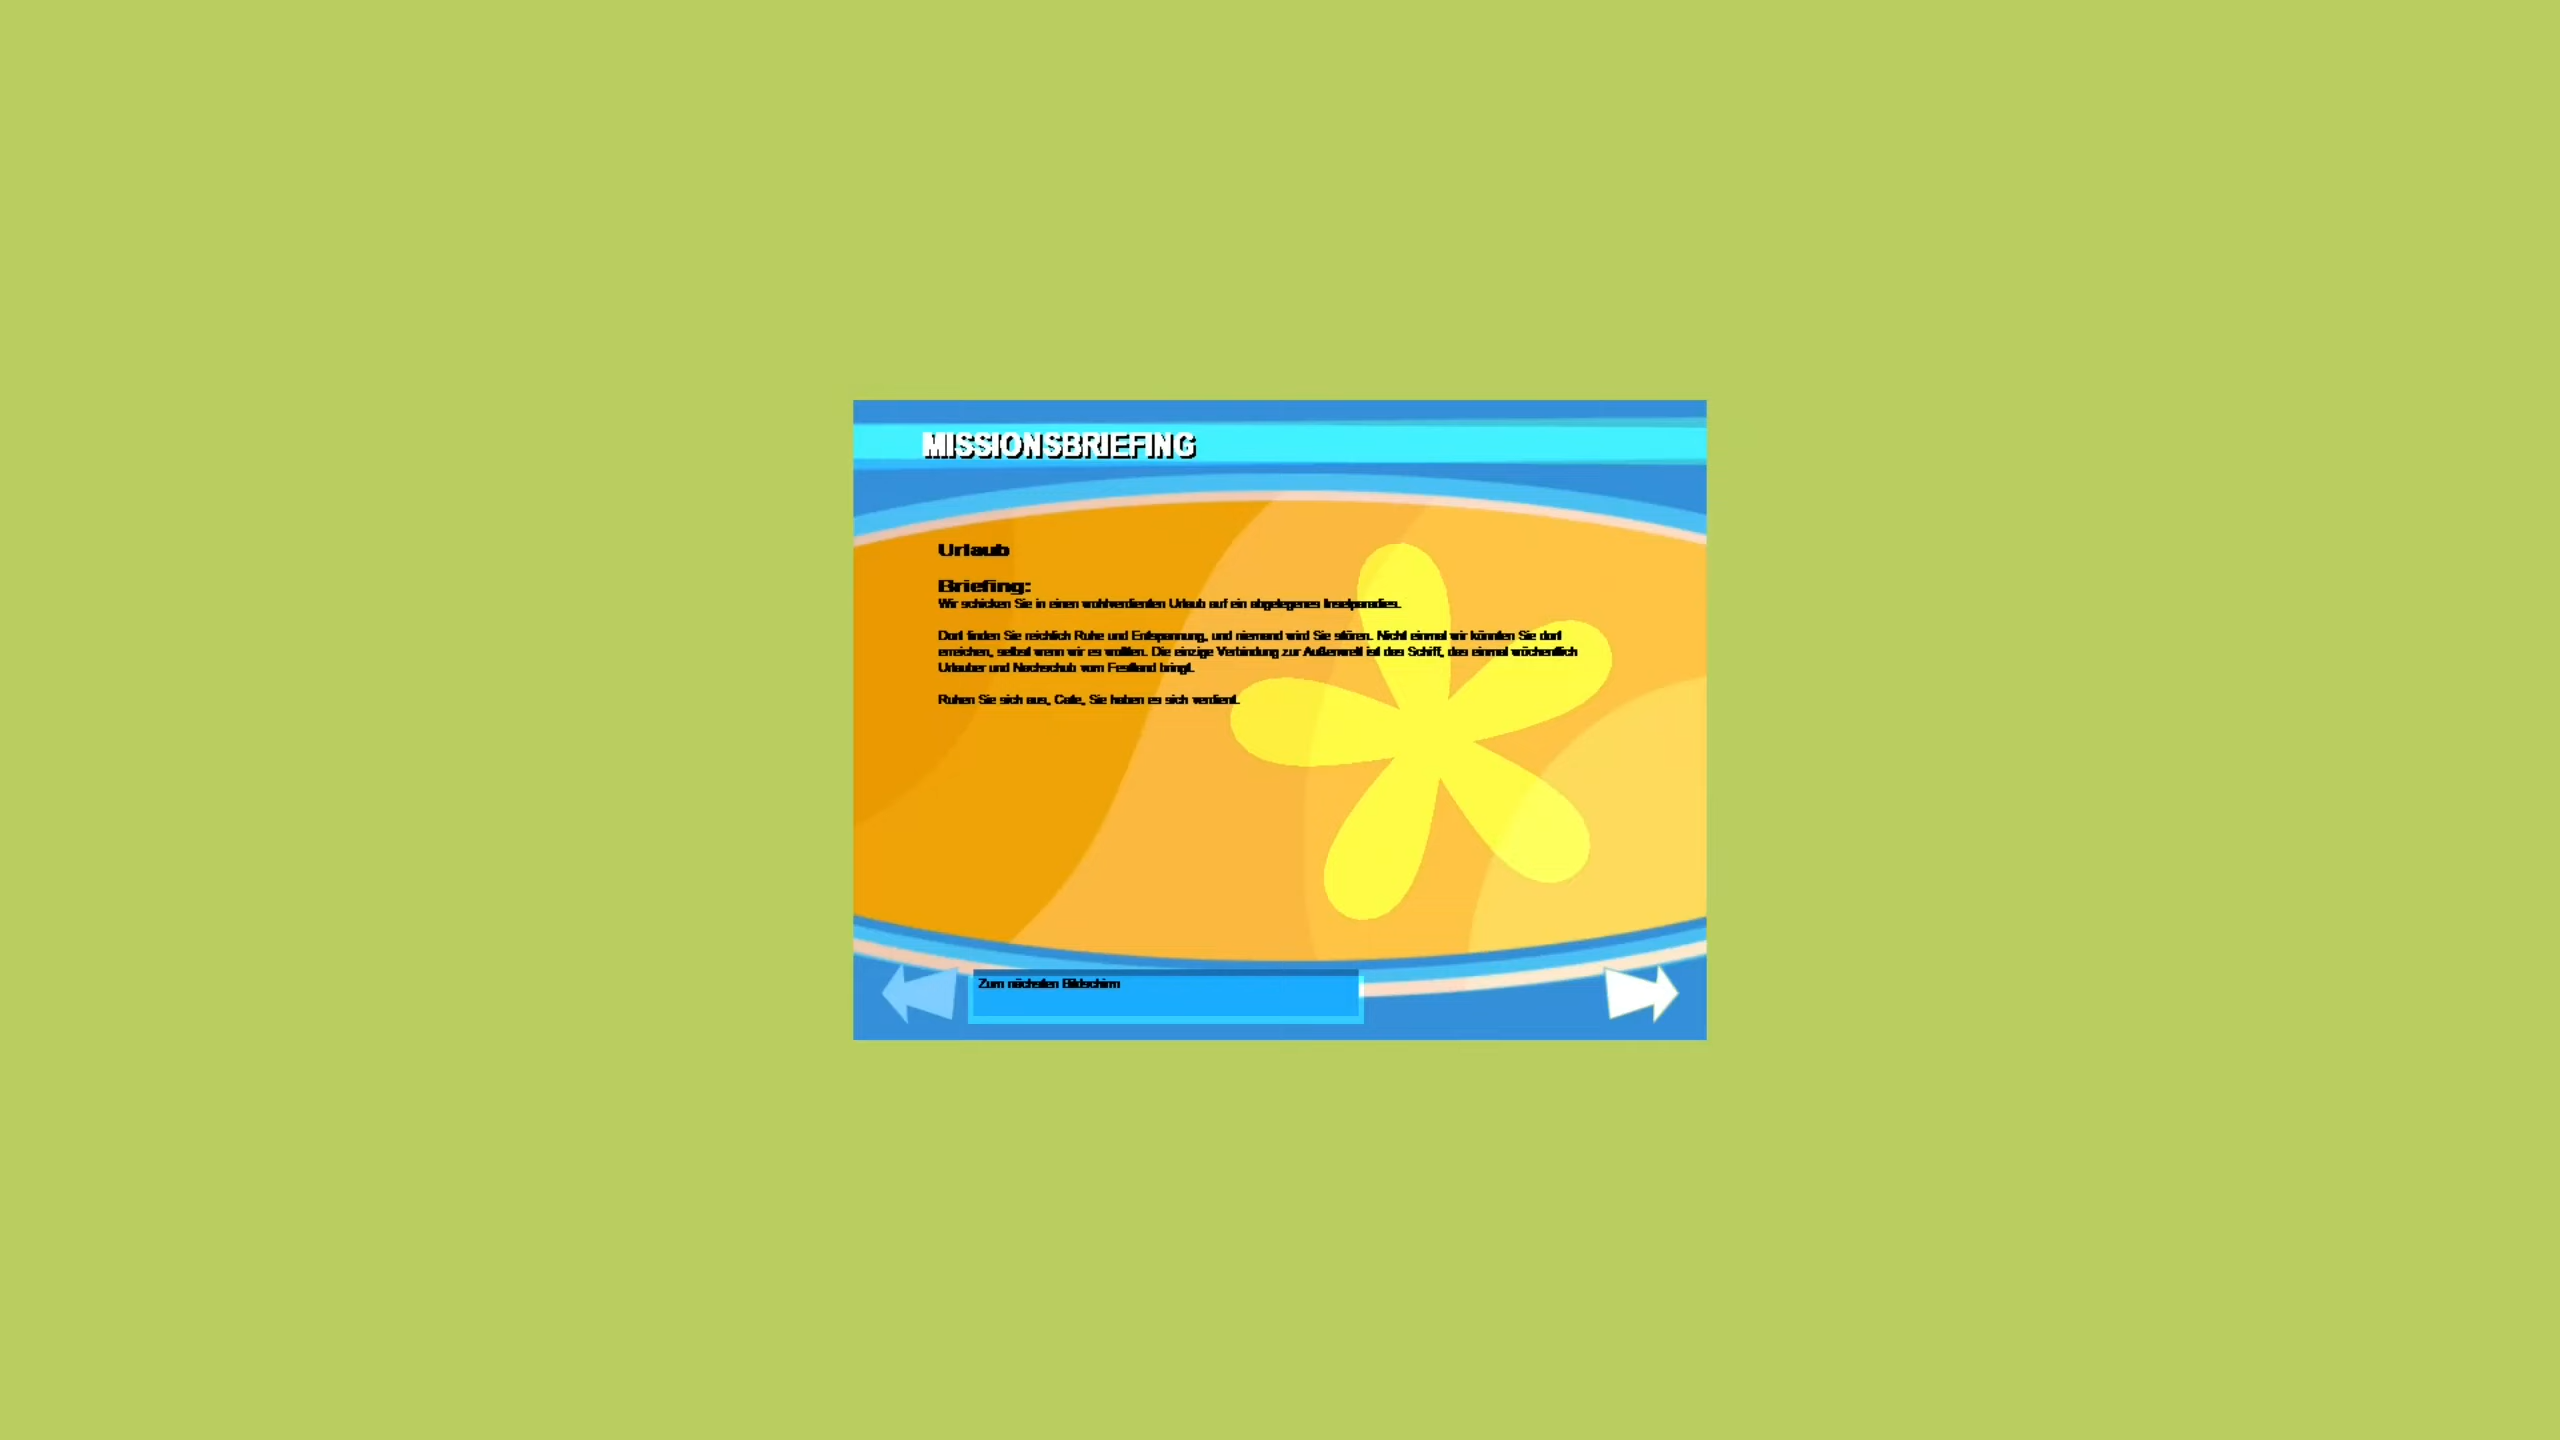 MISSIONSBRIEFING
Urlaub
Briefing:
Wir schicken Sie in einen wohlverdienten Urlaub auf ein abgelegenes Inselparadies.
Dort finden Sie reichlich Ruhe und Entspannung, und niemand wird Sie stören. Nicht einmal wir könnten Sie dort
erreichen, selbst wenn wir es wollten. Die einzige Verbindung zur Außenwelt ist das Schiff, das einmal wöchentlich
Urlauber und Nachschub vom Festland bringt.
Ruhen Sie sich aus, Cate, Sie haben es sich verdient.
Zum nächsten Bildschirm